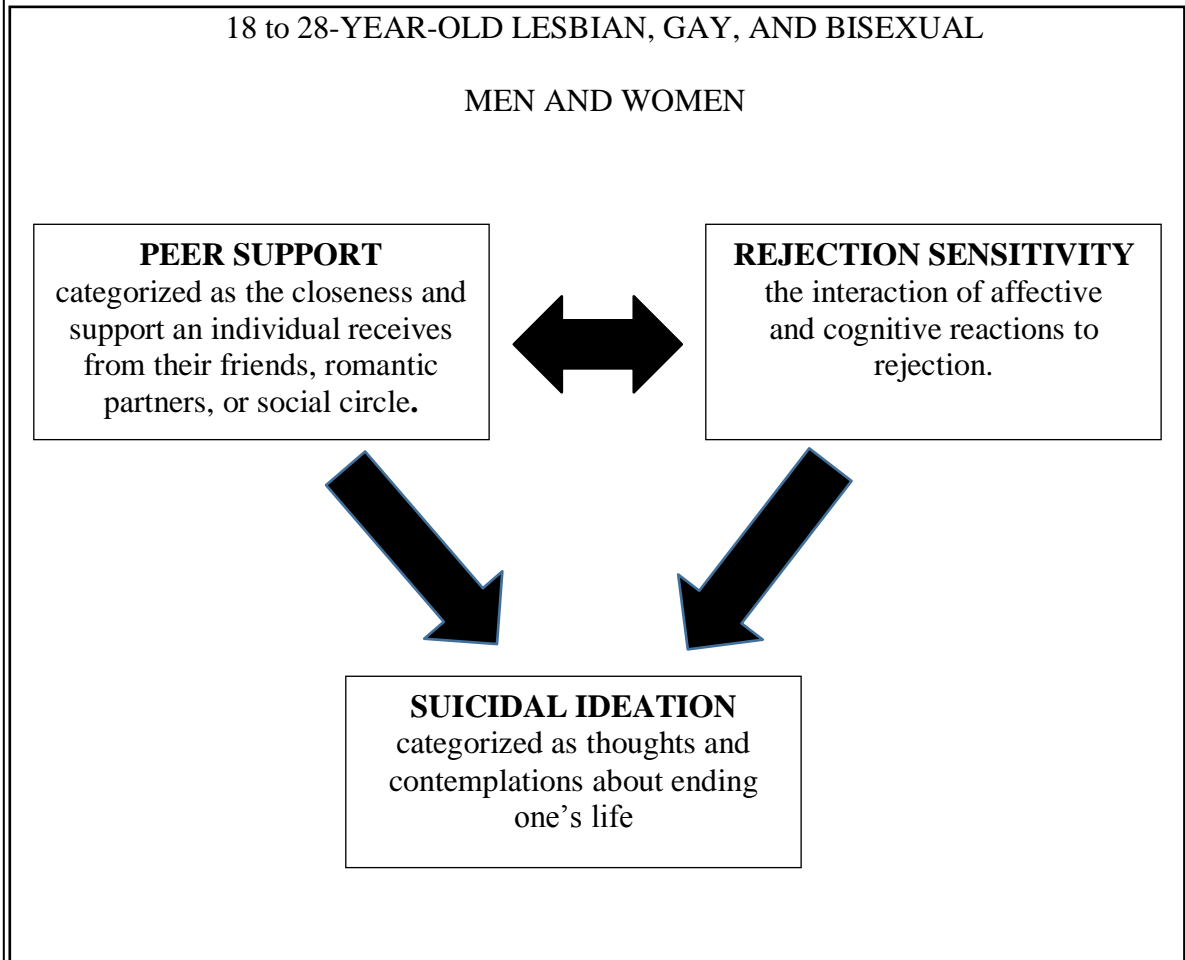 18 to 28-YEAR-OLD LESBIAN, GAY, AND BISEXUAL
MEN AND WOMEN
PEER SUPPORT
categorized as the closeness and
support an individual receives
from their friends, romantic
partners, or social circle.
REJECTION SENSITIVITY
the interaction of affective
and cognitive reactions to
rejection.
SUICIDAL IDEATION
categorized as thoughts and
contemplations about ending
one’s life